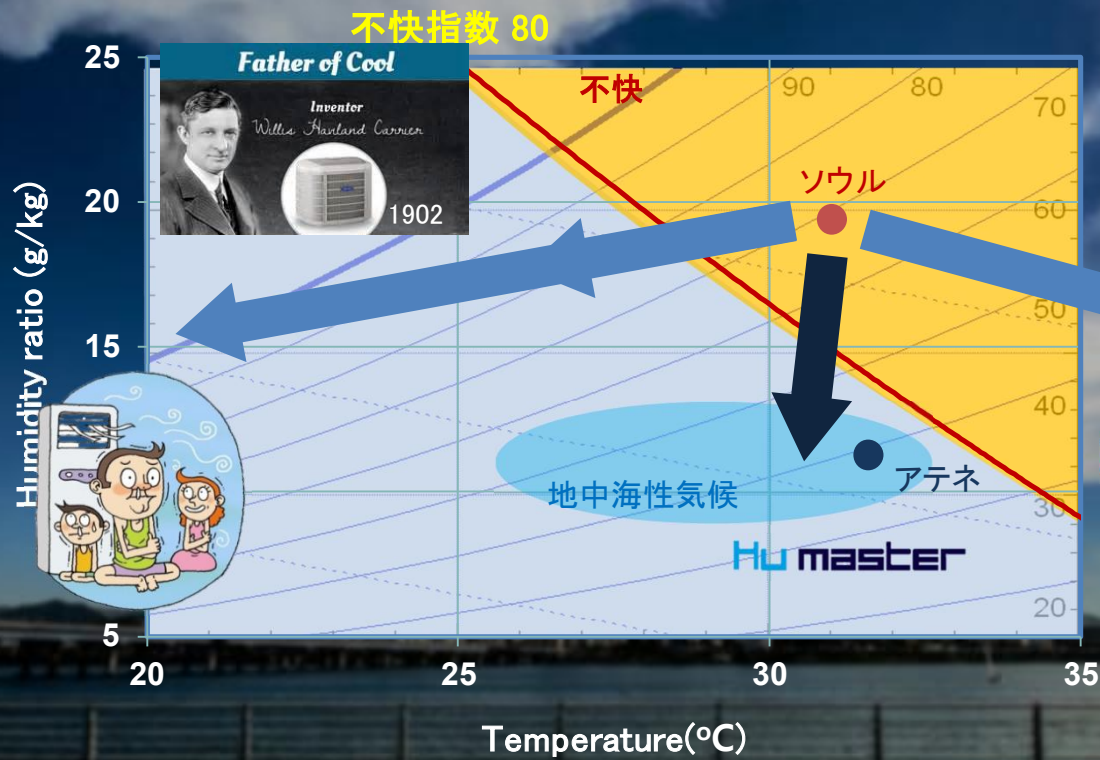 不快指数 80
25
Father of Cool
Inventor
Willis Haviland Carrier
1902
不快
90
80
70
ソウル
20
60
50
15
40
アテネ
地中海性気候
30
Hu master
20
5
20
25
30
35
Humidity ratio (g/kg)
Temperature(ºC)